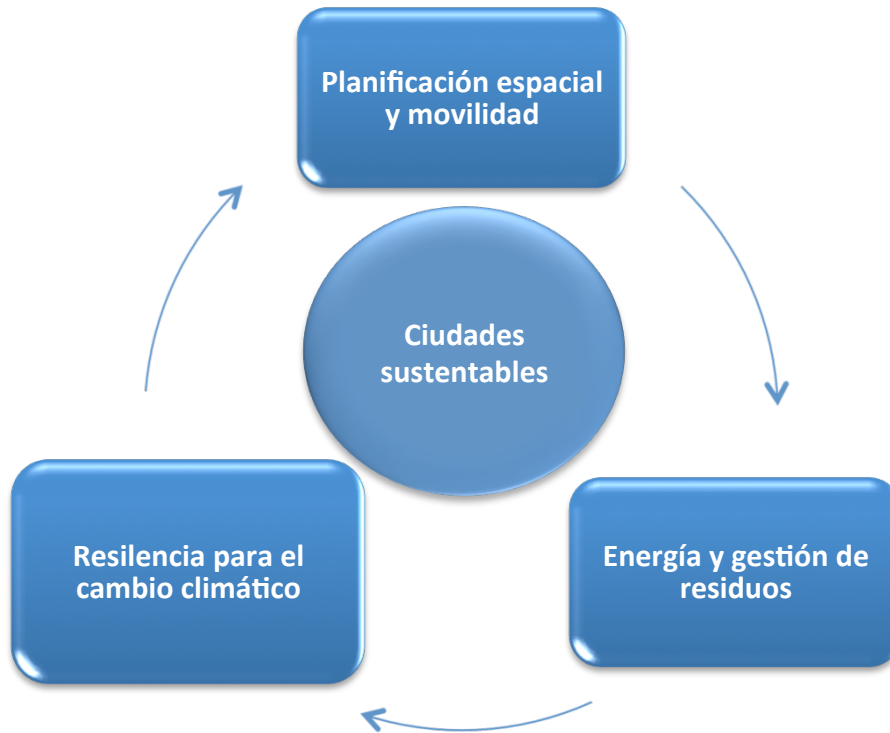 Planificación espacial
y movilidad
Ciudades
sustentables
Resilencia para el
cambio climático
Energía y gestión de
residuos